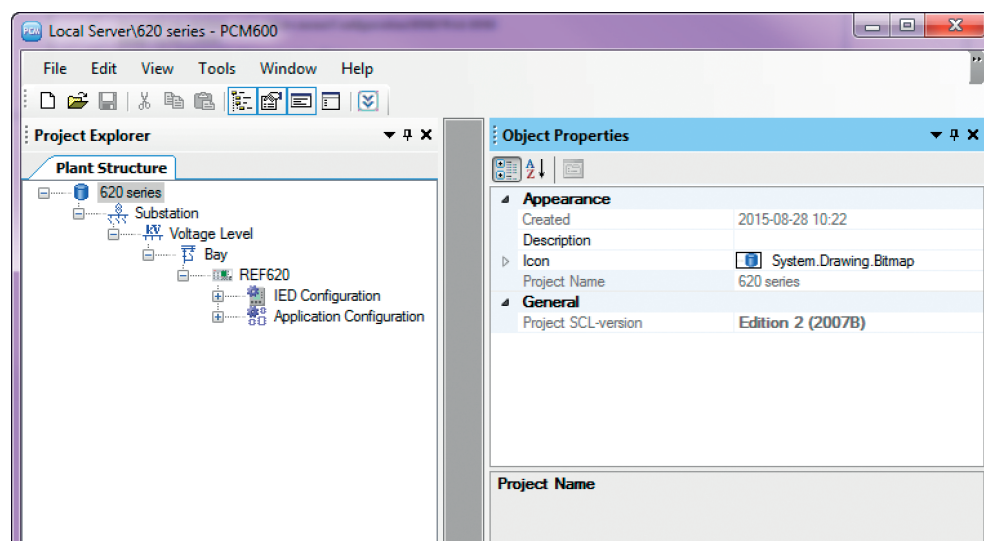 PCM Local Server\620 series - PCM600
File Edit View Tools Window Help
Project Explorer
Plant Structure
620 series
Substation
KV Voltage Level
Bay
REF620
IED Configuration
Application Configuration
Object Properties
A Z
Appearance
Created 2015-08-28 10:22
Description
Icon System.Drawing.Bitmap
Project Name 620 series
General
Project SCL-version Edition 2 (2007B)
Project Name